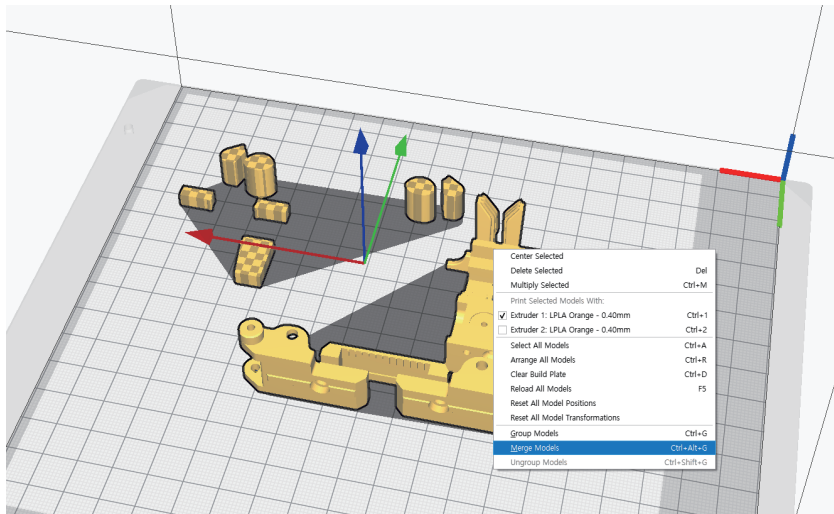 Center Selected
Delete Selected Del
Multiply Selected Ctrl+M
Print Selected Models With:
Extruder 1: LPLA Orange - 0.40mm Ctrl+1
Extruder 2: LPLA Orange - 0.40mm Ctrl+2
Select All Models Ctrl+A
Arrange All Models Ctrl+R
Clear Build Plate Ctrl+D
Reload All Models F5
Reset All Model Positions
Reset All Model Transformations
Group Models Ctrl+G
Merge Models Ctrl+Alt+G
Ungroup Models Ctrl+Shift+G